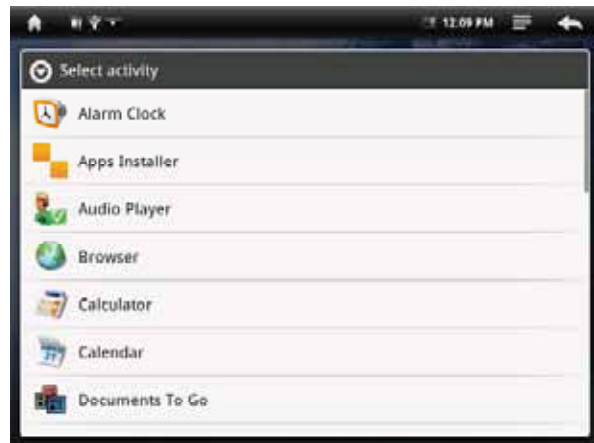 12.09 PM
Select activity
Alarm Clock
Apps Installer
Audio Player
Browser
Calculator
Calendar
Documents To Go